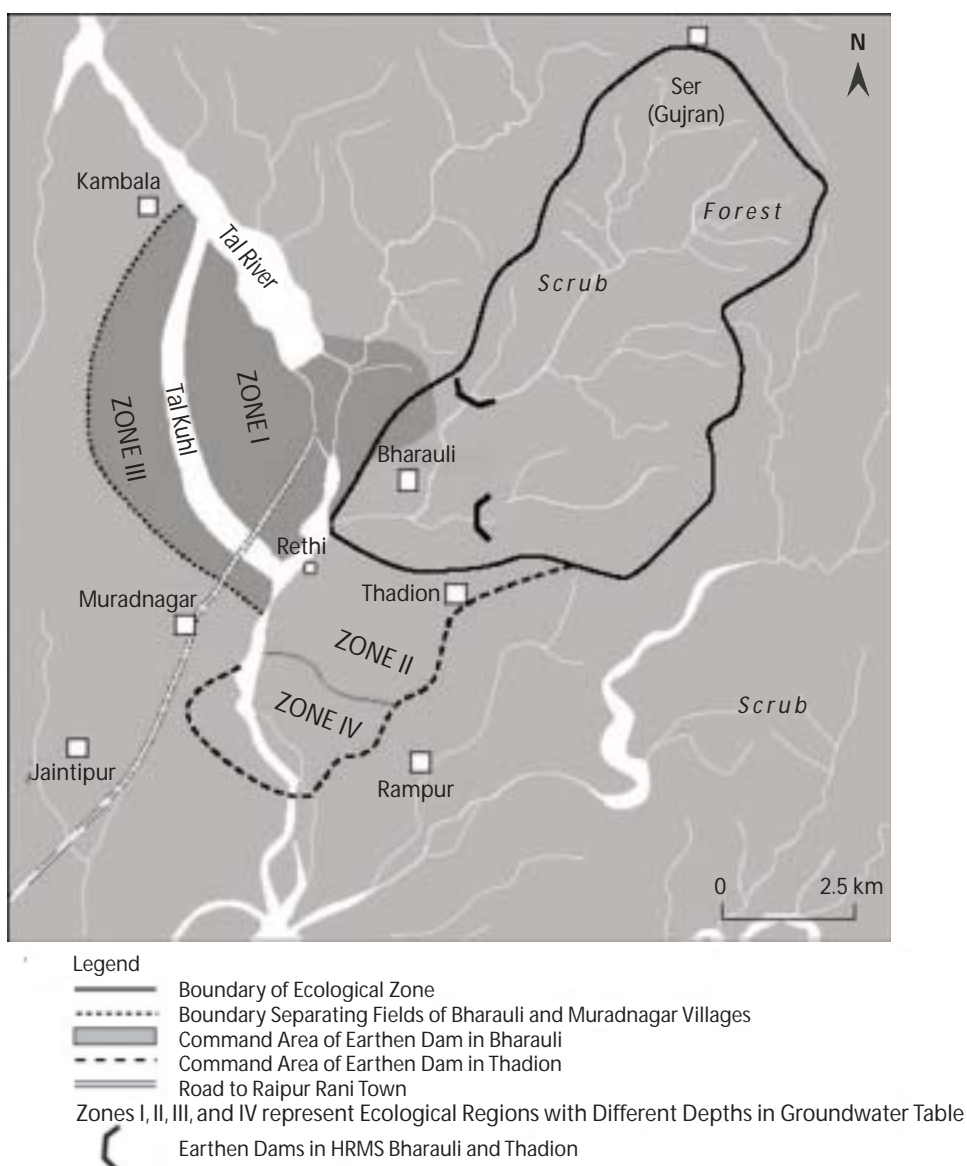 N
Ser
(Gujran)
Kambala
Forest
Tal River
Scrub
ZONE I
Tal Kuhl
ZONE III
Bharauli
Rethi
Thadion
Muradnagar
ZONE II
Scrub
ZONE IV
Jaintipur
Rampur
0 2.5 km
Legend
Boundary of Ecological Zone
Boundary Separating Fields of Bharauli and Muradnagar Villages
Command Area of Earthen Dam in Bharauli
Command Area of Earthen Dam in Thadion
Road to Raipur Rani Town
Zones I, II, III, and IV represent Ecological Regions with Different Depths in Groundwater Table
Earthen Dams in HRMS Bharauli and Thadion